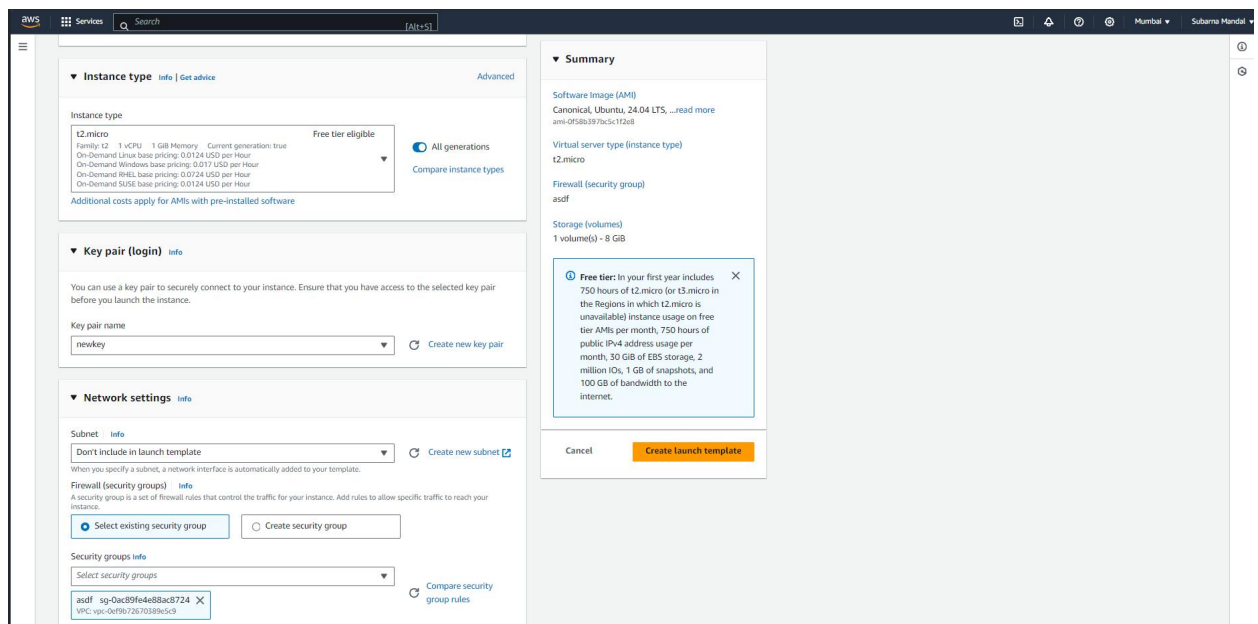 aws
Services
Search
[Alt+S]
Mumbai
Subarna Mandal
Instance type Info | Get advice
Advanced
Instance type
t2.micro Free tier eligible
Family: t2 1 vCPU 1 GiB Memory Current generation: true
On-Demand Linux base pricing: 0.0124 USD per Hour
On-Demand Windows base pricing: 0.017 USD per Hour
On-Demand RHEL base pricing: 0.0724 USD per Hour
On-Demand SUSE base pricing: 0.0124 USD per Hour
All generations
Compare instance types
Additional costs apply for AMIs with pre-installed software
Key pair (login) Info
You can use a key pair to securely connect to your instance. Ensure that you have access to the selected key pair
before you launch the instance.
Key pair name
newkey
Create new key pair
Network settings Info
Subnet Info
Don't include in launch template
Create new subnet
When you specify a subnet, a network interface is automatically added to your template.
Firewall (security groups) Info
A security group is a set of firewall rules that control the traffic for your instance. Add rules to allow specific traffic to reach your
instance.
Select existing security group
Create security group
Security groups Info
Select security groups
Compare security
group rules
asdf sg-0ac89fe4e88ac8724
VPC: vpc-0ef9b72670389e5c9
Summary
Software Image (AMI)
Canonical, Ubuntu, 24.04 LTS, ...read more
ami-0f58b397bc5c1f2e8
Virtual server type (instance type)
t2.micro
Firewall (security group)
asdf
Storage (volumes)
1 volume(s) - 8 GiB
Free tier: In your first year includes
750 hours of t2.micro (or t3.micro in
the Regions in which t2.micro is
unavailable) instance usage on free
tier AMIs per month, 750 hours of
public IPv4 address usage per
month, 30 GiB of EBS storage, 2
million IOs, 1 GB of snapshots, and
100 GB of bandwidth to the
internet.
Cancel
Create launch template